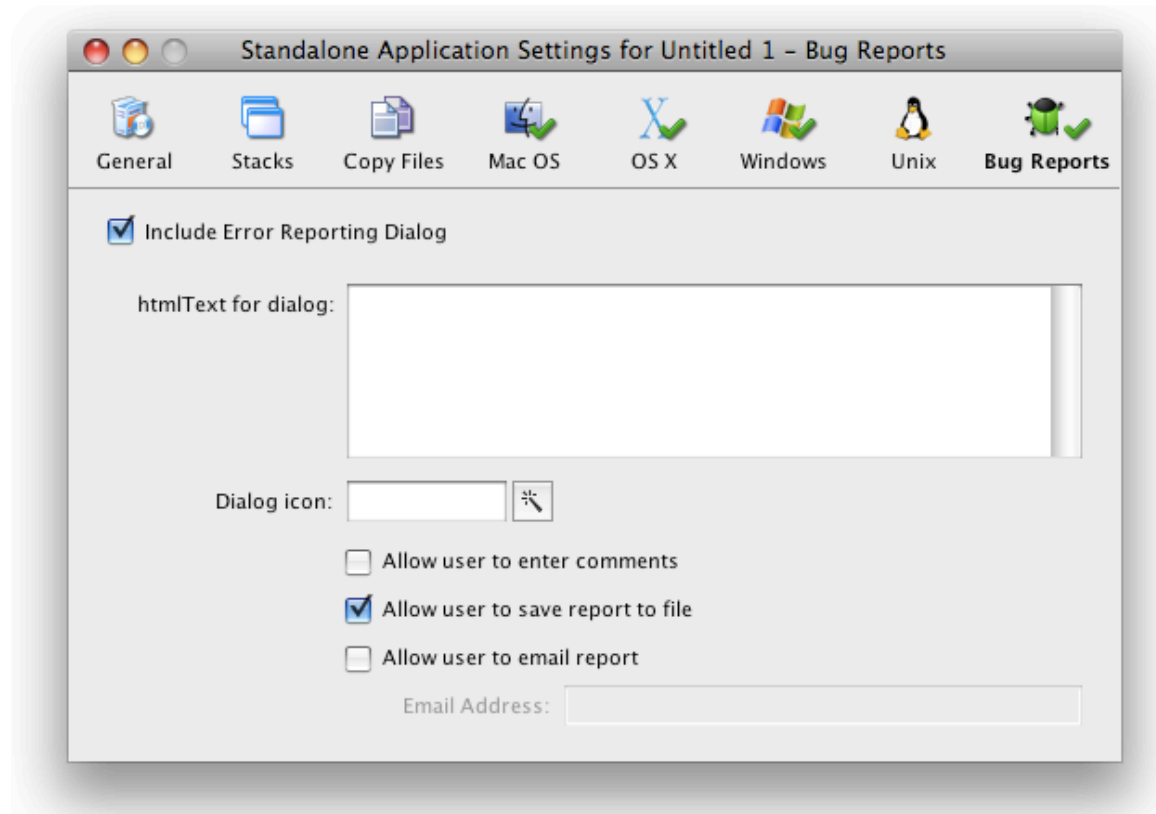 Standalone Application Settings for Untitled 1 – Bug Reports
General Stacks Copy Files Mac OS OS X Windows Unix Bug Reports
Include Error Reporting Dialog
htmlText for dialog:
Dialog icon:
Allow user to enter comments
Allow user to save report to file
Allow user to email report
Email Address: